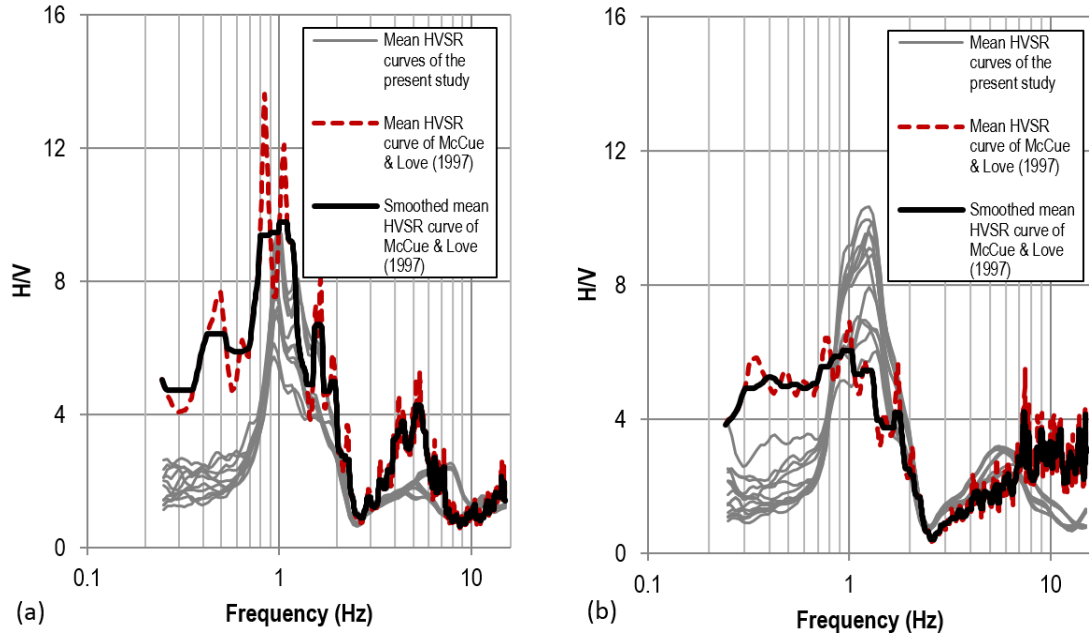 16
12
8
4
0
H/V
0.1
1
10
Frequency (Hz)
(a)
Mean HVSR
curves of the
present study
Mean HVSR
curve of McCue
& Love (1997)
Smoothed mean
HVSR curve of
McCue & Love
(1997)
16
12
8
4
0
H/V
0.1
1
10
Frequency (Hz)
(b)
Mean HVSR
curves of the
present study
Mean HVSR
curve of McCue
& Love (1997)
Smoothed mean
HVSR curve of
McCue & Love
(1997)